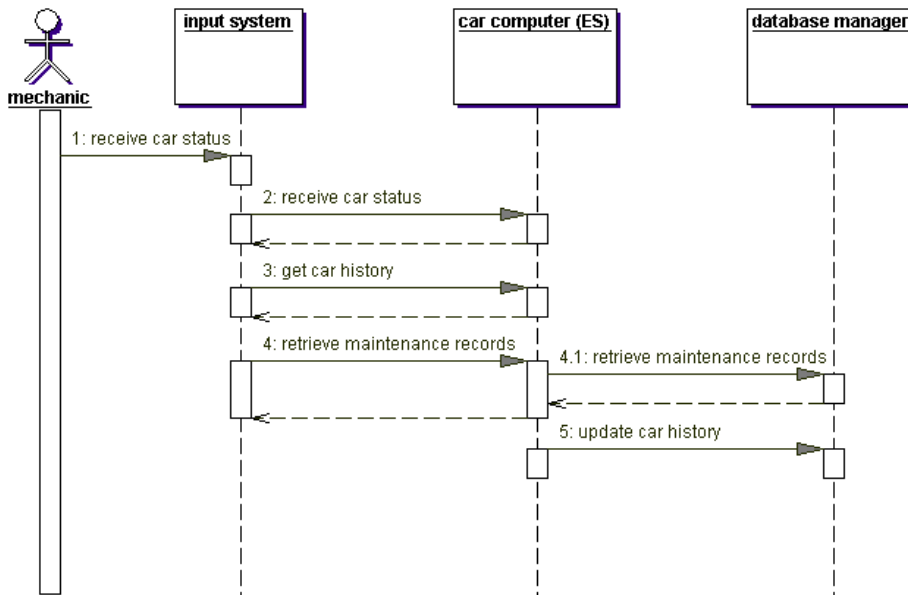 input system
car computer (ES)
database manager
mechanic
1: receive car status
2: receive car status
3: get car history
4: retrieve maintenance records
4.1: retrieve maintenance records
5: update car history